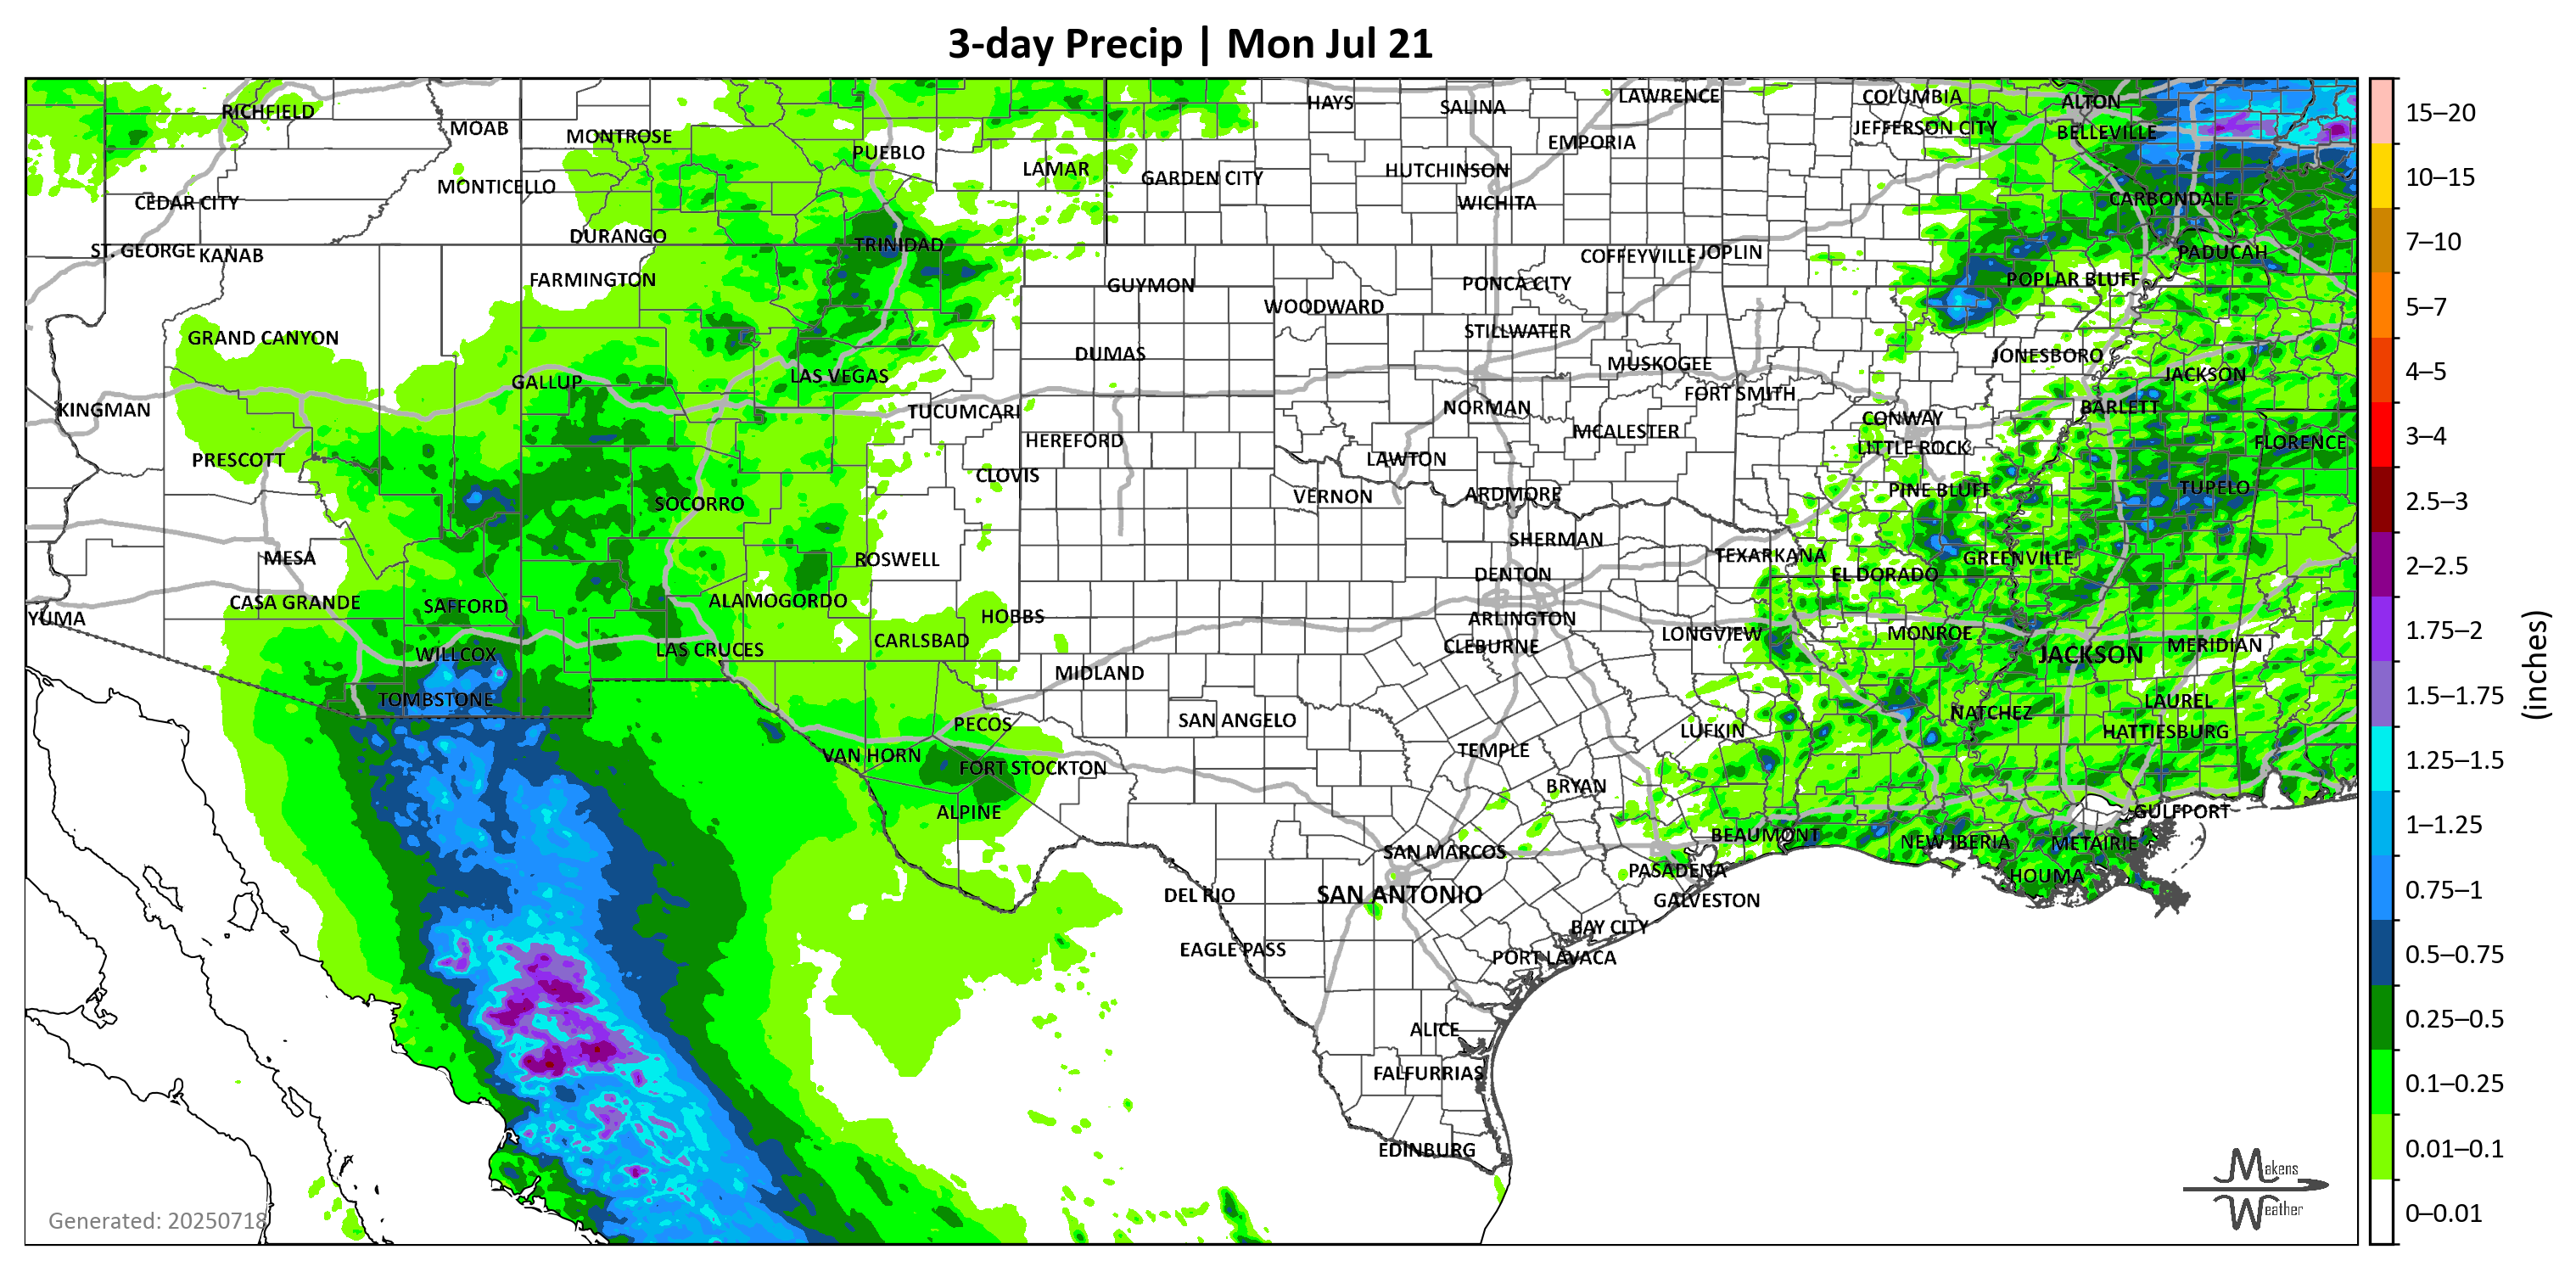 3-day Precip | Mon Jul 21
RICHFIELD
MOAB
MONTROSE
PUEBLO
LAMAR
HAYS
SALINA
LAWRENCE
COLUMBIA
ALTON
JEFFERSON CITY
BELLEVILLE
EMPORIA
MONTICELLO
GARDEN CITY
HUTCHINSON
CEDAR CITY
WICHITA
CARBONDALE
DURANGO
TRINIDAD
ST. GEORGE
KANAB
COFFEYVILLE
JOPLIN
PADUCAH
FARMINGTON
GUYMON
PONCA CITY
POPLAR BLUFF
WOODWARD
GRAND CANYON
STILLWATER
DUMAS
MUSKOGEE
JONESBORO
GALLUP
LAS VEGAS
JACKSON
KINGMAN
TUCUMCARI
NORMAN
FORT SMITH
BARLETT
CONWAY
HEREFORD
MCALESTER
LITTLE ROCK
FLORENCE
PRESCOTT
LAWTON
CLOVIS
SOCORRO
VERNON
ARDMORE
PINE BLUFF
TUPELO
MESA
ROSWELL
SHERMAN
TEXARKANA
GREENVILLE
DENTON
EL DORADO
CASA GRANDE
SAFFORD
ALAMOGORDO
YUMA
HOBBS
ARLINGTON
CARLSBAD
LONGVIEW
MONROE
WILLCOX
LAS CRUCES
CLEBURNE
JACKSON
MERIDIAN
MIDLAND
TOMBSTONE
LAUREL
PECOS
SAN ANGELO
NATCHEZ
LUFKIN
HATTIESBURG
VAN HORN
FORT STOCKTON
TEMPLE
BRYAN
ALPINE
GULFPORT
BEAUMONT
NEW IBERIA
METAIRIE
SAN MARCOS
PASADENA
HOUMA
DEL RIO
SAN ANTONIO
GALVESTON
BAY CITY
EAGLE PASS
PORT LAVACA
ALICE
FALFURRIAS
EDINBURG
Generated: 20250718
Makens
Weather
15–20
10–15
7–10
5–7
4–5
3–4
2.5–3
2–2.5
1.75–2
1.5–1.75
1.25–1.5
1–1.25
0.75–1
0.5–0.75
0.25–0.5
0.1–0.25
0.01–0.1
0–0.01
(inches)